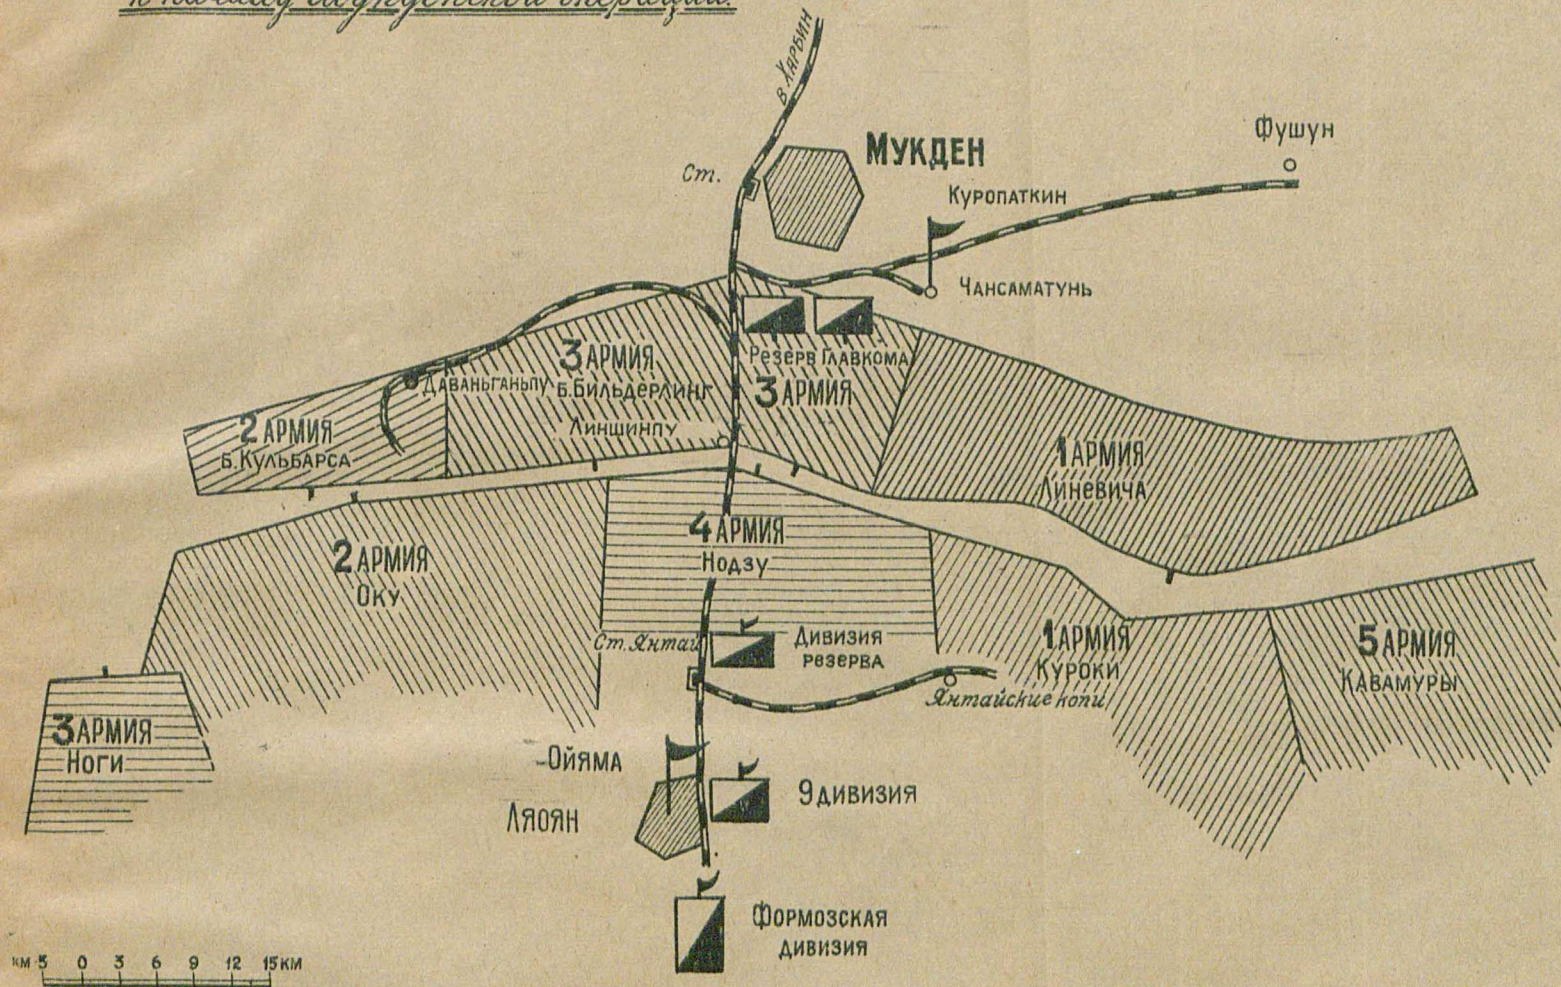 к началу Мукденской операции.
в Харбин
Ст.
Мукден
Фушун
Куропаткин
Чансаматунь
Резерв Главкома
3 армия
3 армия
б. Бильдерлинг
Даваньганьпу
Линшинпу
2 армия
б. Кульбарса
1 армия
Линевича
2 армия
Оку
4 армия
Нодзу
Ст. Янтай
Дивизия
резерва
1 армия
Куроки
Янтайские копи
5 армия
Кавамуры
3 армия
Ноги
Ойяма
Ляоян
9 дивизия
Формозская
дивизия
км 5 0 3 6 9 12 15 км